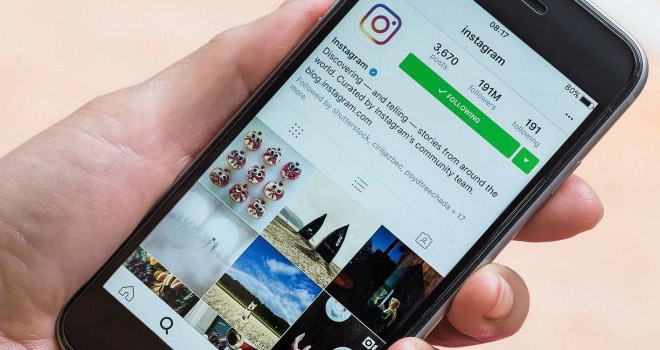 08:17
80%
instagram
3,670
posts
191M
followers
191
following
✓ FOLLOWING
Instagram
Discovering — and telling — stories from around the
world. Curated by Instagram's community team.
blog.instagram.com
Followed by shutterstock, ciriljazbec, poydtreechada + 17
more